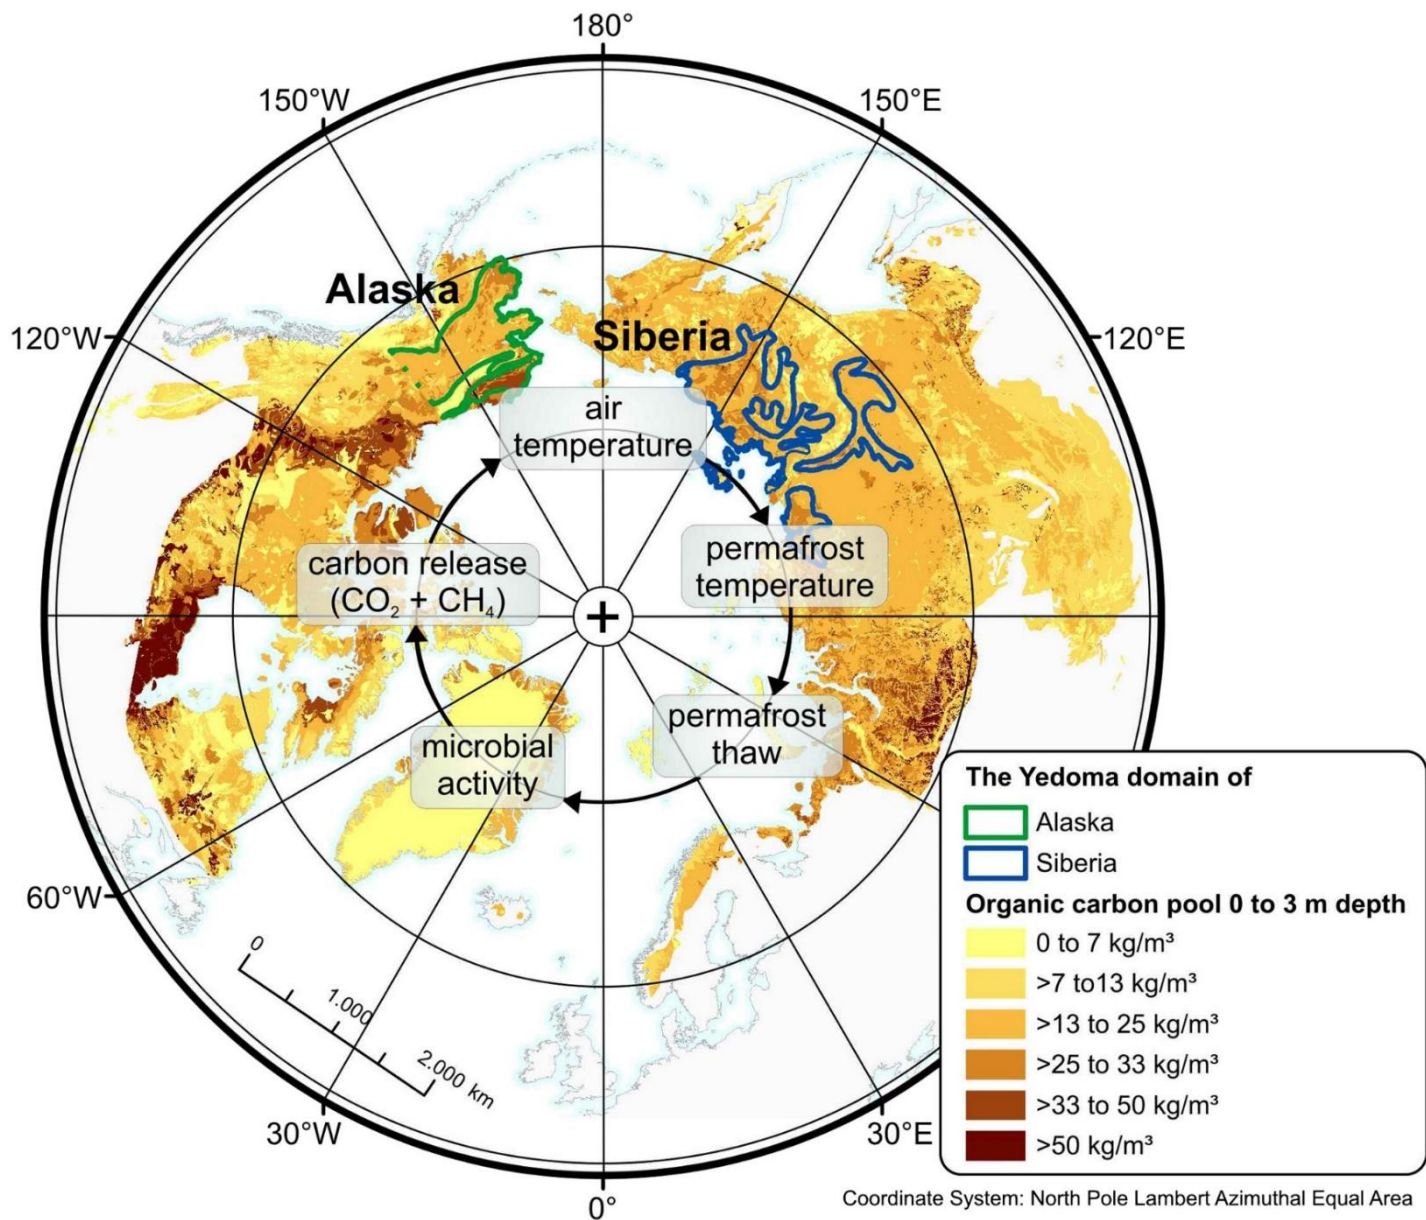 180°
150°W
150°E
Alaska
120°W
Siberia
120°E
air
temperature
carbon release
(CO₂ + CH₄)
permafrost
temperature
permafrost
thaw
microbial
activity
60°W
0
1.000
2.000 km
30°W
0°
30°E
The Yedoma domain of
Alaska
Siberia
Organic carbon pool 0 to 3 m depth
0 to 7 kg/m³
>7 to13 kg/m³
>13 to 25 kg/m³
>25 to 33 kg/m³
>33 to 50 kg/m³
>50 kg/m³
Coordinate System: North Pole Lambert Azimuthal Equal Area